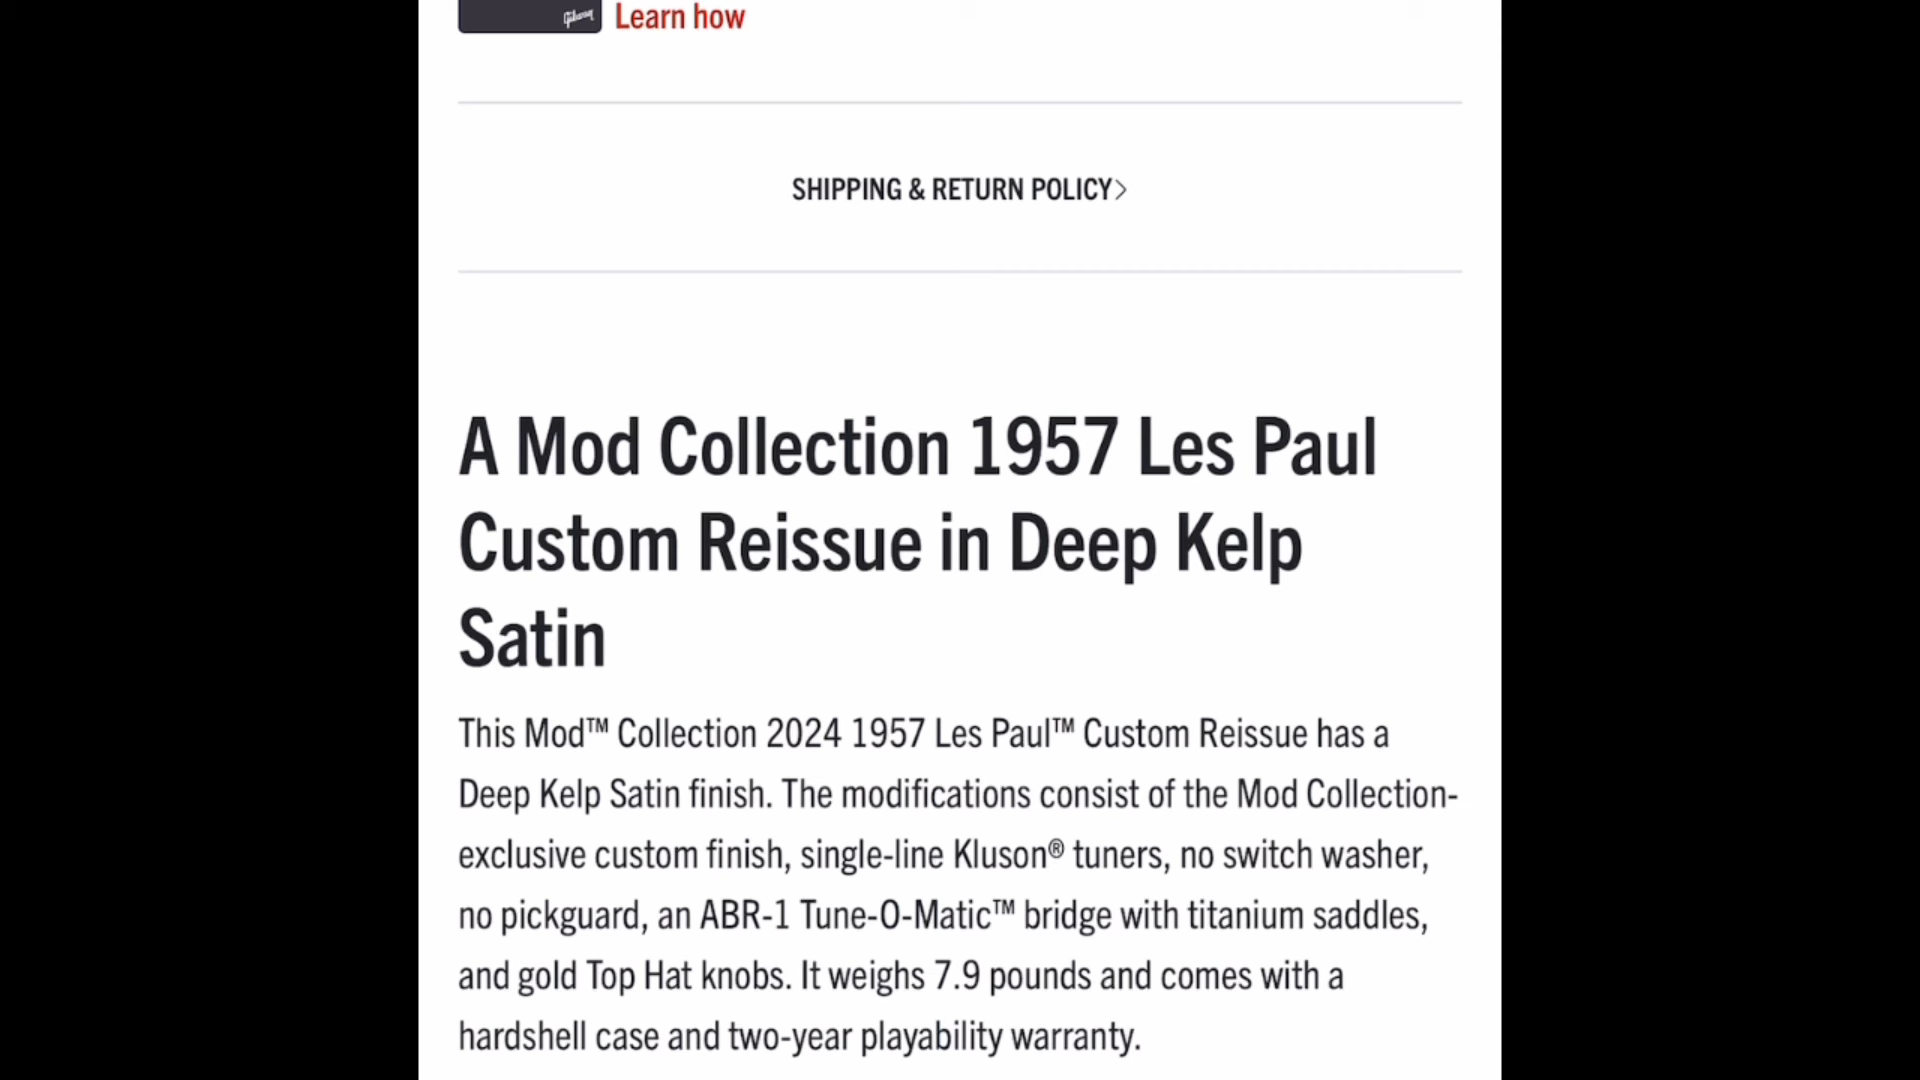 Gibson
Learn how
SHIPPING & RETURN POLICY>
A Mod Collection 1957 Les Paul
Custom Reissue in Deep Kelp
Satin
This Mod™ Collection 2024 1957 Les Paul™ Custom Reissue has a
Deep Kelp Satin finish. The modifications consist of the Mod Collection-
exclusive custom finish, single-line Kluson® tuners, no switch washer,
no pickguard, an ABR-1 Tune-O-Matic™ bridge with titanium saddles,
and gold Top Hat knobs. It weighs 7.9 pounds and comes with a
hardshell case and two-year playability warranty.